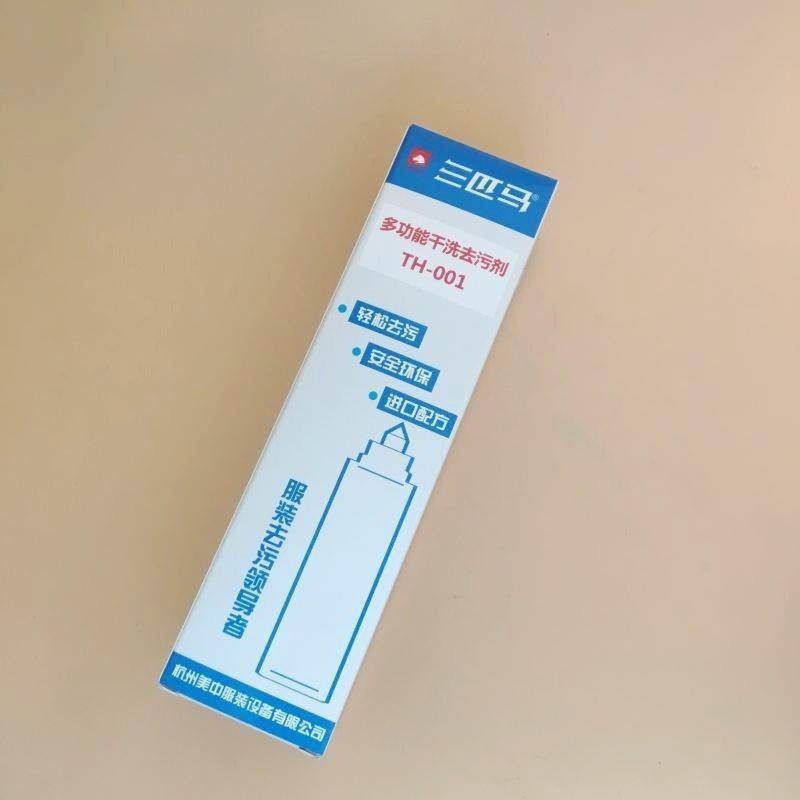 三匹马®
多功能干洗去污剂
TH-001
轻松去污
安全环保
进口配方
服装去污领导者
杭州美中服装设备有限公司